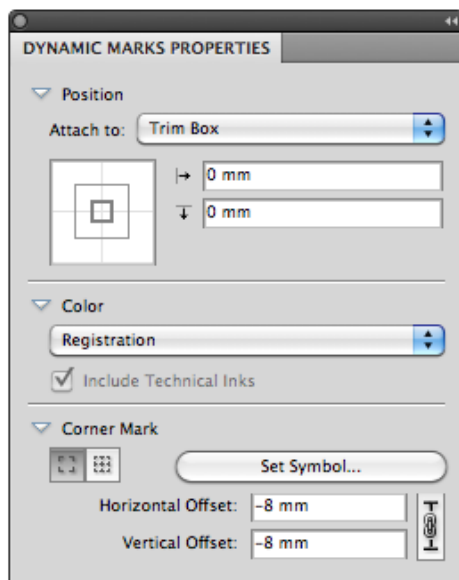 DYNAMIC MARKS PROPERTIES
Position
Attach to: Trim Box
0 mm
0 mm
Color
Registration
Include Technical Inks
Corner Mark
Set Symbol...
Horizontal Offset: -8 mm
Vertical Offset: -8 mm